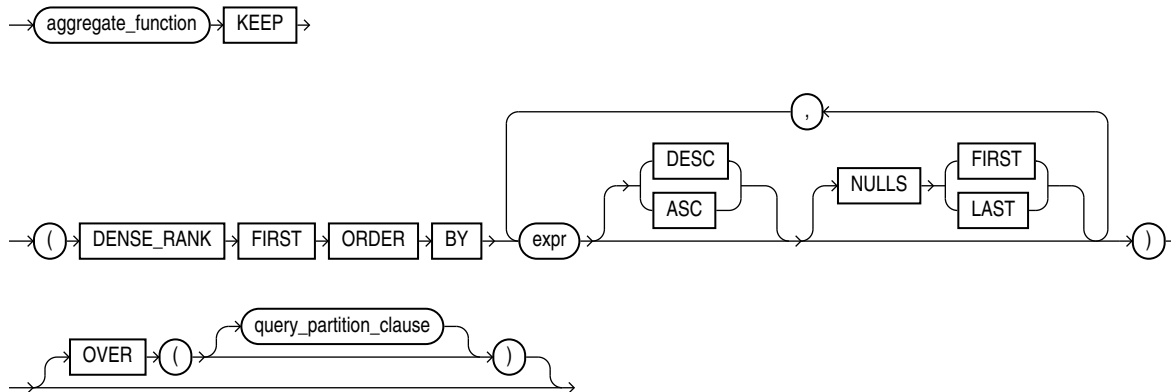 aggregate_function KEEP
,
DESC FIRST
NULLS
ASC LAST
( DENSE_RANK FIRST ORDER BY expr )
query_partition_clause
OVER ( )